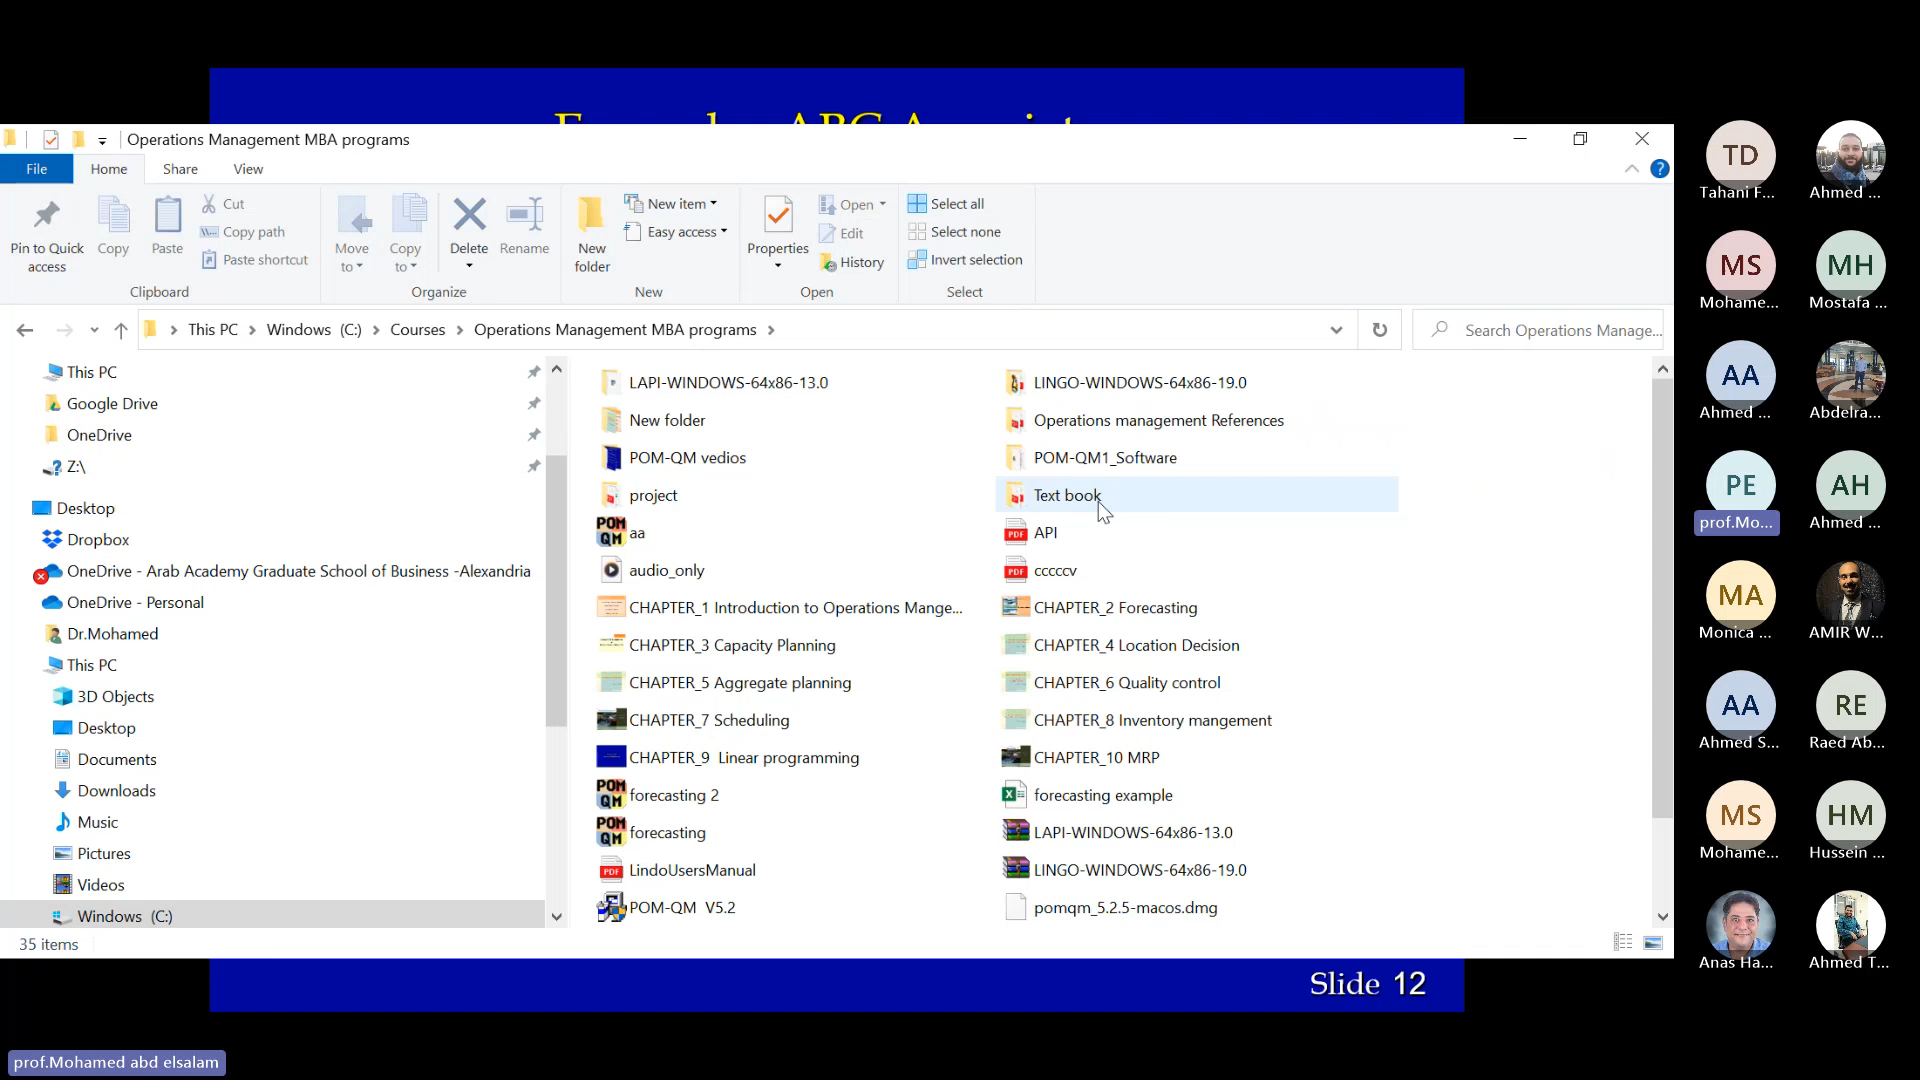 Operations Management MBA programs
File
Home
Share
View
Pin to Quick access
Copy
Paste
Cut
Copy path
Paste shortcut
Clipboard
Move to
Copy to
Delete
Rename
Organize
New folder
New item
Easy access
New
Properties
Open
Edit
History
Open
Select all
Select none
Invert selection
Select
This PC
Windows (C:)
Courses
Operations Management MBA programs
Search Operations Manage...
This PC
Google Drive
OneDrive
Z:\
Desktop
Dropbox
OneDrive - Arab Academy Graduate School of Business -Alexandria
OneDrive - Personal
Dr.Mohamed
This PC
3D Objects
Desktop
Documents
Downloads
Music
Pictures
Videos
Windows (C:)
LAPI-WINDOWS-64x86-13.0
LINGO-WINDOWS-64x86-19.0
New folder
Operations management References
POM-QM vedios
POM-QM1_Software
project
Text book
POM QM
aa
PDF
API
audio_only
PDF
cccccv
CHAPTER_1 Introduction to Operations Mange...
CHAPTER_2 Forecasting
CHAPTER_3 Capacity Planning
CHAPTER_4 Location Decision
CHAPTER_5 Aggregate planning
CHAPTER_6 Quality control
CHAPTER_7 Scheduling
CHAPTER_8 Inventory mangement
CHAPTER_9 Linear programming
CHAPTER_10 MRP
POM QM
forecasting 2
forecasting example
POM QM
forecasting
LAPI-WINDOWS-64x86-13.0
PDF
LindoUsersManual
LINGO-WINDOWS-64x86-19.0
POM-QM V5.2
pomqm_5.2.5-macos.dmg
35 items
Slide 12
prof.Mohamed abd elsalam
TD
Tahani F...
Ahmed ...
MS
Mohame...
MH
Mostafa ...
AA
Ahmed ...
Abdelra...
PE
prof.Mo...
AH
Ahmed ...
MA
Monica ...
AMIR W...
AA
Ahmed S...
RE
Raed Ab...
MS
Mohame...
HM
Hussein ...
Anas Ha...
Ahmed T...